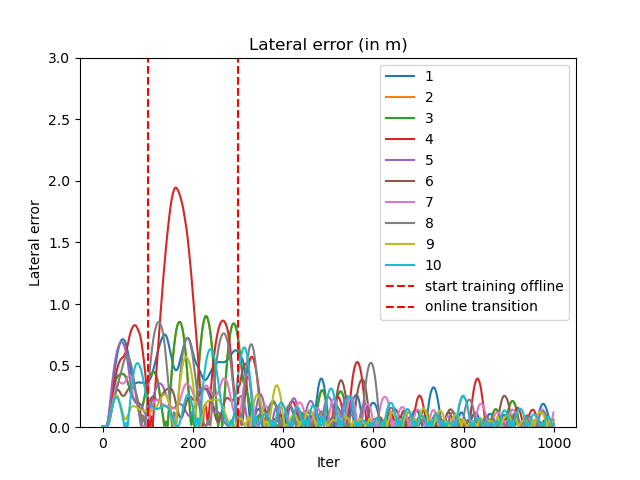 Lateral error (in m)
3.0
2.5
2.0
1.5
1.0
0.5
0.0
Lateral error
0 200 400 600 800 1000
Iter
1
2
3
4
5
6
7
8
9
10
start training offline
online transition